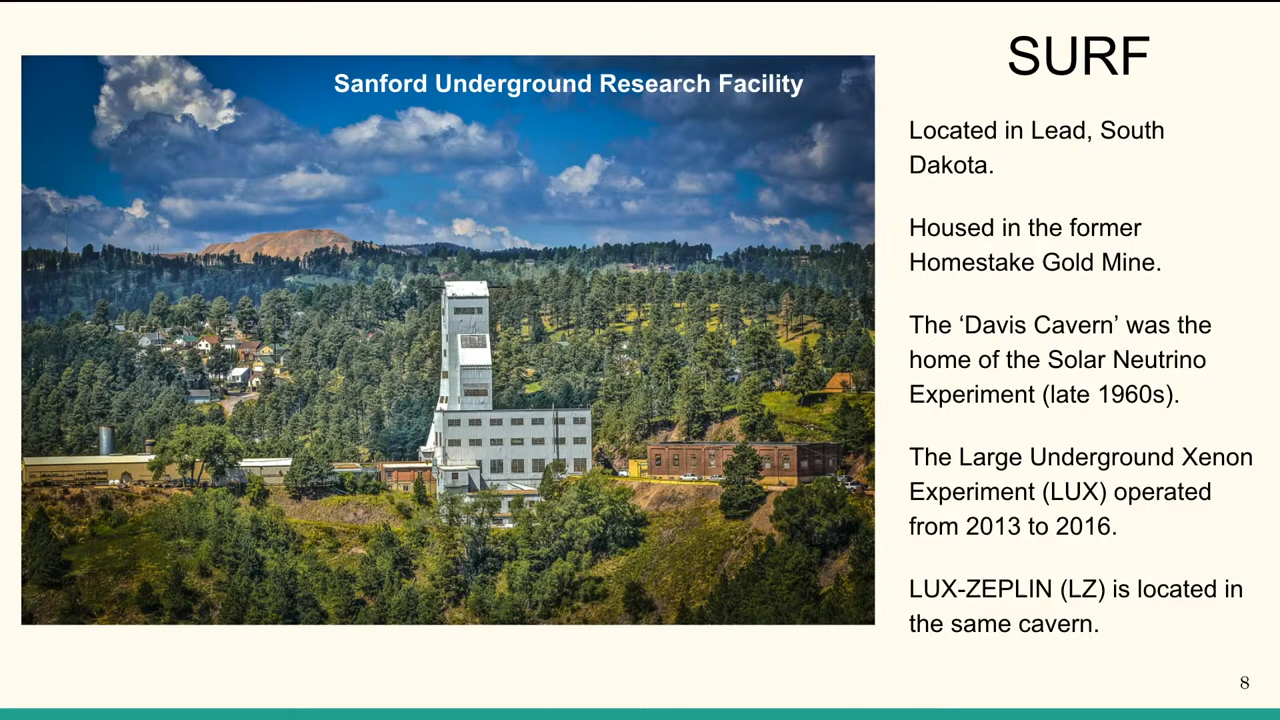 SURF
Sanford Underground Research Facility
Located in Lead, South
Dakota.
Housed in the former
Homestake Gold Mine.
The ‘Davis Cavern’ was the
home of the Solar Neutrino
Experiment (late 1960s).
The Large Underground Xenon
Experiment (LUX) operated
from 2013 to 2016.
LUX-ZEPLIN (LZ) is located in
the same cavern.
8